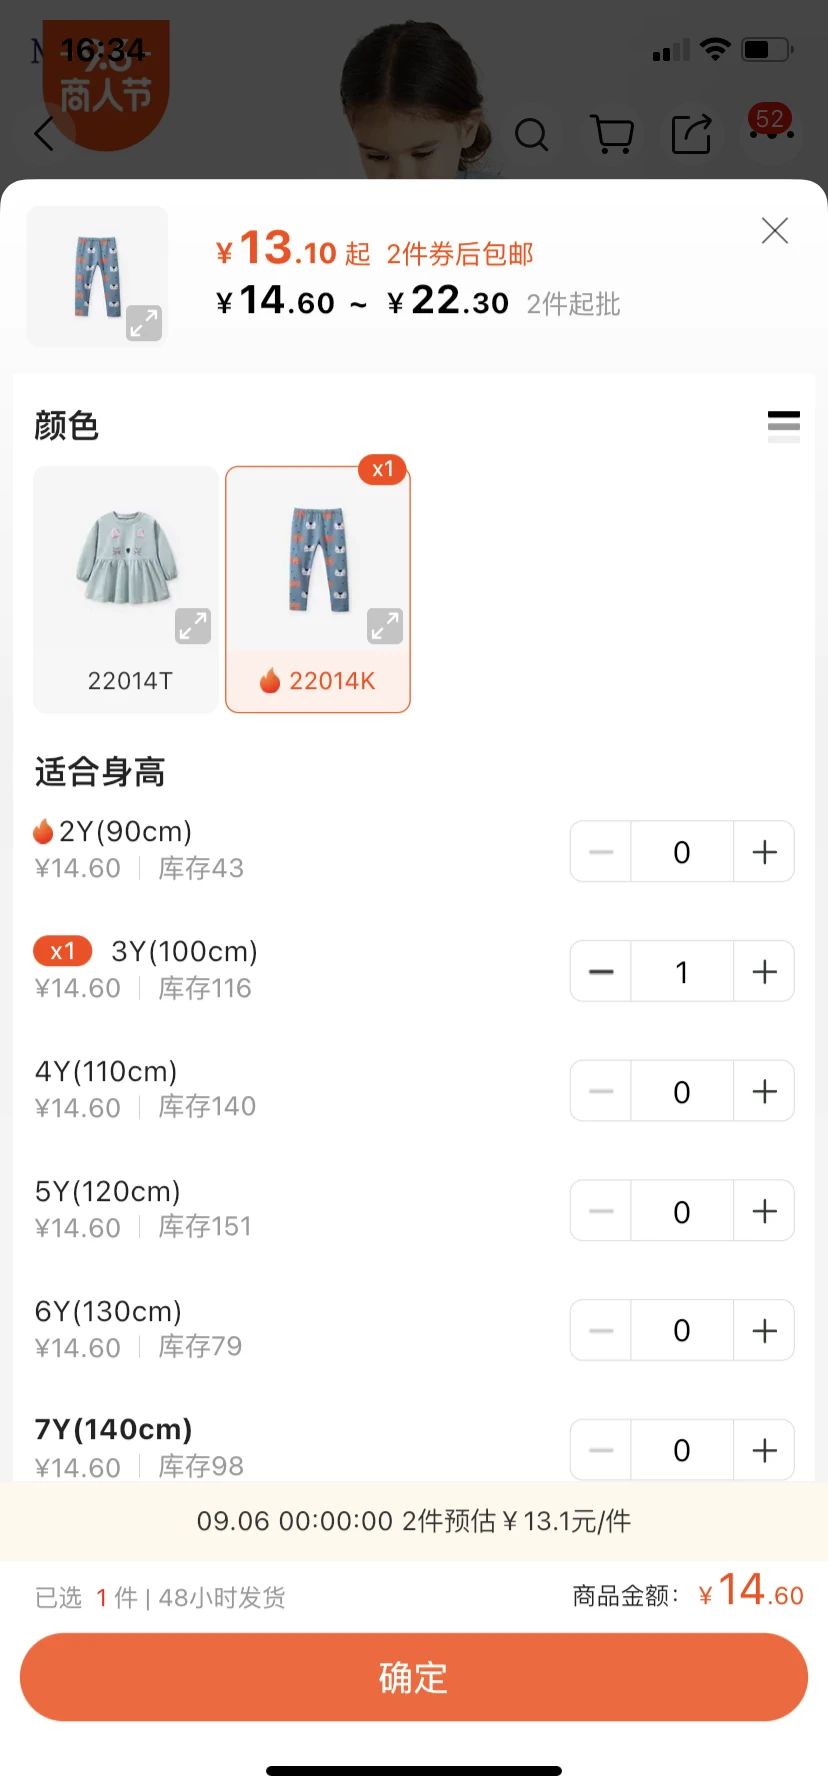 16:34
商人节
52
¥13.10起 2件券后包邮
¥14.60 ~ ¥22.30 2件起批
颜色
x1
22014T
22014K
适合身高
2Y(90cm)
¥14.60 | 库存43
0
x1 3Y(100cm)
¥14.60 | 库存116
1
4Y(110cm)
¥14.60 | 库存140
0
5Y(120cm)
¥14.60 | 库存151
0
6Y(130cm)
¥14.60 | 库存79
0
7Y(140cm)
¥14.60 | 库存98
0
09.06 00:00:00 2件预估¥13.1元/件
已选 1 件 | 48小时发货
商品金额: ¥14.60
确定